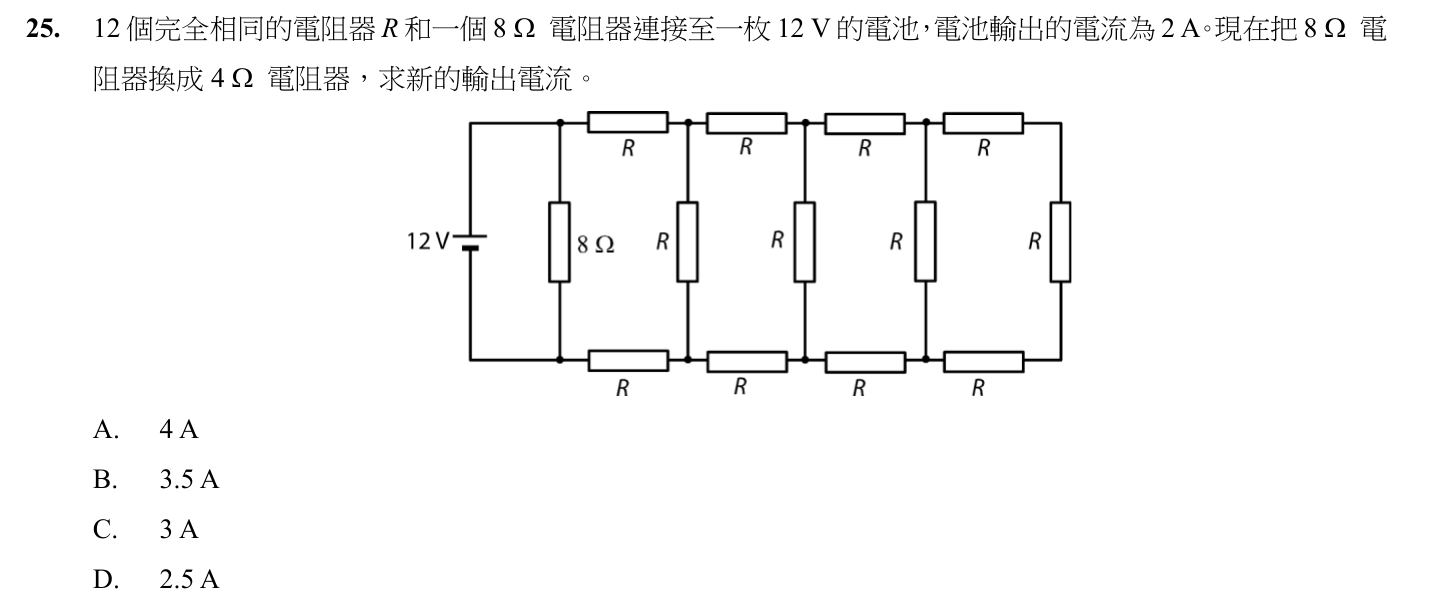 25. 12 個完全相同的電阻器 R 和一個 8 Ω 電阻器連接至一枚 12 V 的電池，電池輸出的電流為 2 A。現在把 8 Ω 電
阻器換成 4 Ω 電阻器，求新的輸出電流。
R R R R
12 V 8 Ω R R R R
R R R R
A. 4 A
B. 3.5 A
C. 3 A
D. 2.5 A